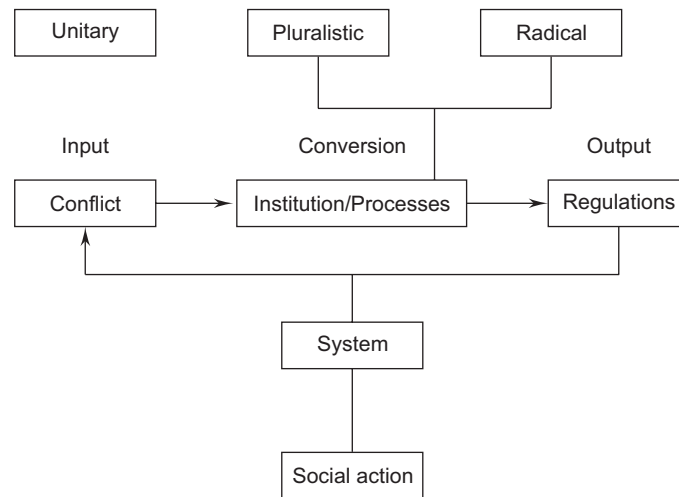 Unitary
Pluralistic
Radical
Input
Conversion
Output
Conflict
Institution/Processes
Regulations
System
Social action